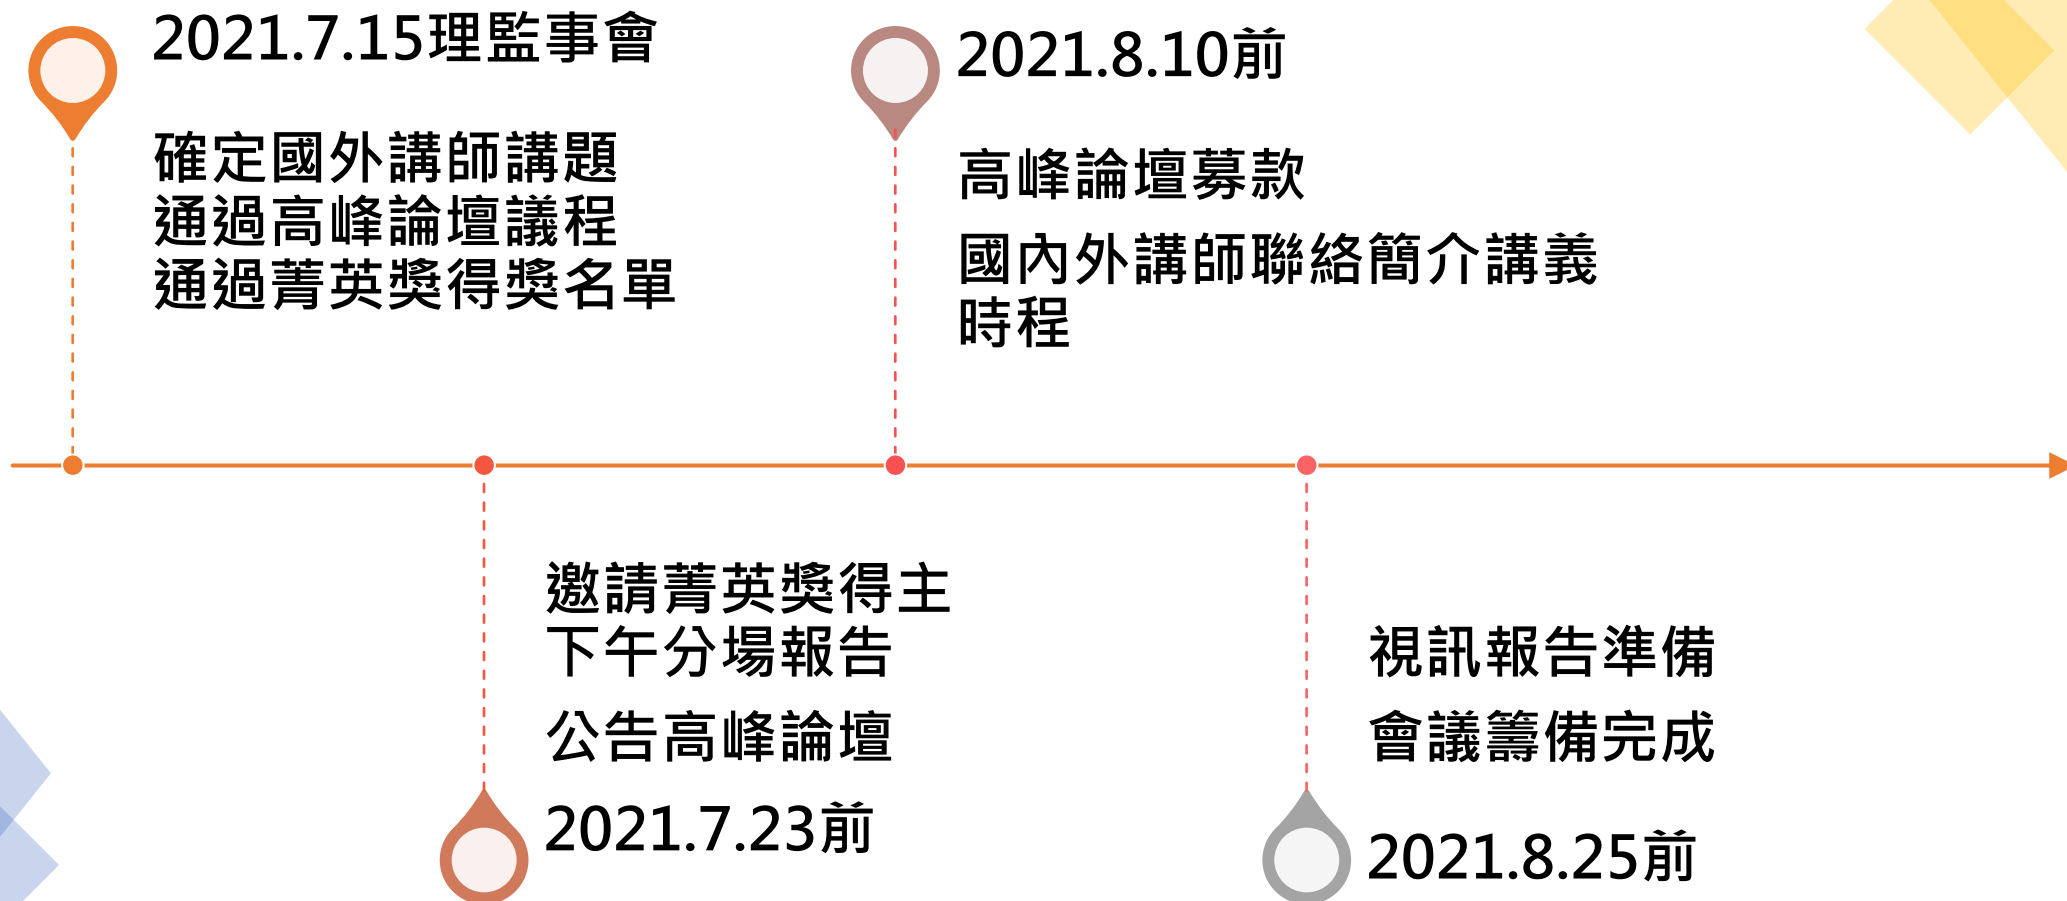 2021.7.15理監事會
確定國外講師講題
通過高峰論壇議程
通過菁英獎得獎名單
2021.8.10前
高峰論壇募款
國內外講師聯絡簡介講義
時程
邀請菁英獎得主
下午分場報告
公告高峰論壇
2021.7.23前
視訊報告準備
會議籌備完成
2021.8.25前